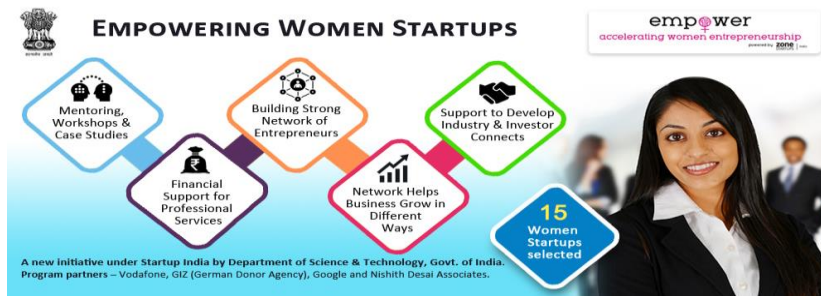 EMPOWERING WOMEN STARTUPS
empower
accelerating women entrepreneurship
powered by zone
Mentoring,
Workshops &
Case Studies
Financial
Support for
Professional
Services
Building Strong
Network of
Entrepreneurs
Network Helps
Business Grow in
Different
Ways
Support to Develop
Industry & Investor
Connects
15
Women
Startups
selected
A new initiative under Startup India by Department of Science & Technology, Govt. of India.
Program partners – Vodafone, GIZ (German Donor Agency), Google and Nishith Desai Associates.